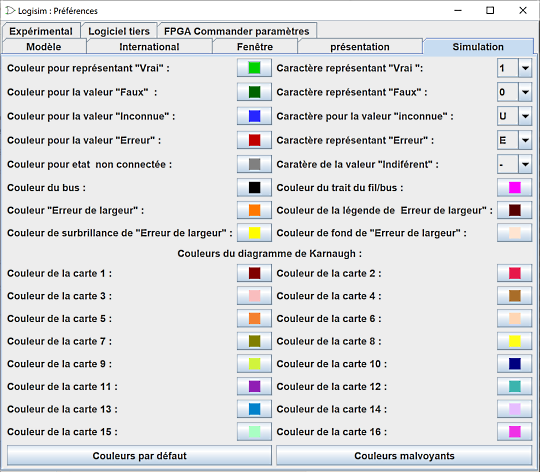 Logisim : Préférences
Expérimental Logiciel tiers FPGA Commander paramètres
Modèle International Fenêtre présentation Simulation
Couleur pour représentant "Vrai" : Caractère représentant "Vrai ": 1
Couleur pour la valeur "Faux" : Caractère représentant "Faux" : 0
Couleur pour la valeur "Inconnue" : Caractère pour la valeur "inconnue" : U
Couleur pour la valeur "Erreur" : Caractère représentant "Erreur" : E
Couleur pour etat non connectée : Caratère de la valeur "Indiférent" : -
Couleur du bus : Couleur du trait du fil/bus :
Couleur "Erreur de largeur" : Couleur de la légende de Erreur de largeur" :
Couleur de surbrillance de "Erreur de largeur" : Couleur de fond de "Erreur de largeur" :
Couleurs du diagramme de Karnaugh :
Couleur de la carte 1 : Couleur de la carte 2 :
Couleur de la carte 3 : Couleur de la carte 4 :
Couleur de la carte 5 : Couleur de la carte 6 :
Couleur de la carte 7 : Couleur de la carte 8 :
Couleur de la carte 9 : Couleur de la carte 10 :
Couleur de la carte 11 : Couleur de la carte 12 :
Couleur de la carte 13 : Couleur de la carte 14 :
Couleur de la carte 15 : Couleur de la carte 16 :
Couleurs par défaut Couleurs malvoyants